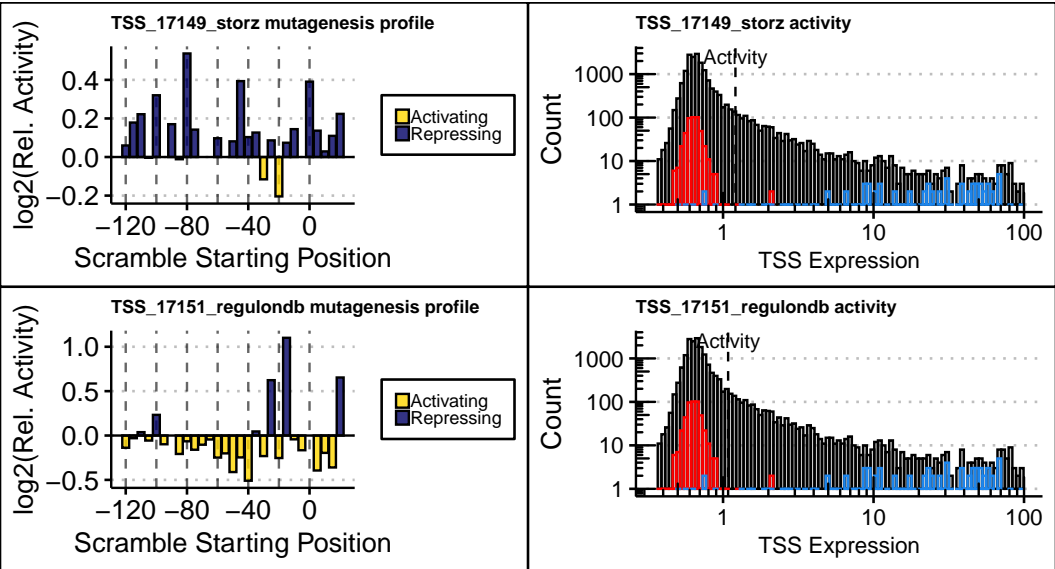 TSS_17149_storz mutagenesis profile
log2(Rel. Activity)
0.4
0.2
0.0
−0.2
−120 −80 −40 0
Scramble Starting Position
Activating
Repressing
TSS_17149_storz activity
Activity
Count
1000
100
10
1
1 10 100
TSS Expression
TSS_17151_regulondb mutagenesis profile
log2(Rel. Activity)
1.0
0.5
0.0
−0.5
−120 −80 −40 0
Scramble Starting Position
Activating
Repressing
TSS_17151_regulondb activity
Activity
Count
1000
100
10
1
1 10 100
TSS Expression